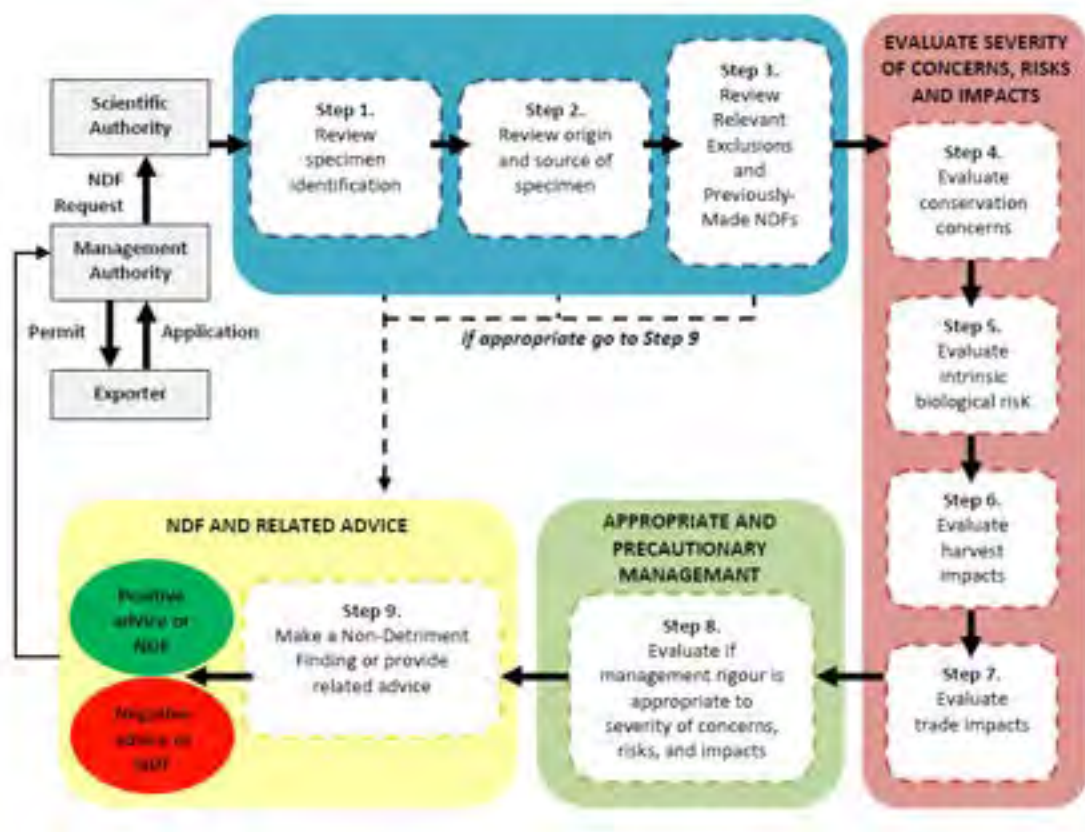 Scientific
Authority
NDF
Request
Management
Authority
Permit
Application
Exporter
Step 1.
Review
specimen
identification
Step 2.
Review origin
and source of
specimen
Step 3.
Review
Relevant
Exclusions
and
Previously-
Made NDFs
if appropriate go to Step 9
EVALUATE SEVERITY
OF CONCERNS, RISKS
AND IMPACTS
Step 4.
Evaluate
conservation
concerns
Step 5.
Evaluate
intrinsic
biological risk
Step 6.
Evaluate
harvest
impacts
Step 7.
Evaluate
trade impacts
APPROPRIATE AND
PRECAUTIONARY
MANAGEMANT
Step 8.
Evaluate if
management rigour is
appropriate to
severity of concerns,
risks, and impacts
NDF AND RELATED ADVICE
Step 9.
Make a Non-Detriment
Finding or provide
related advice
Positive
advice or
NDF
Negative
advice or
NDF